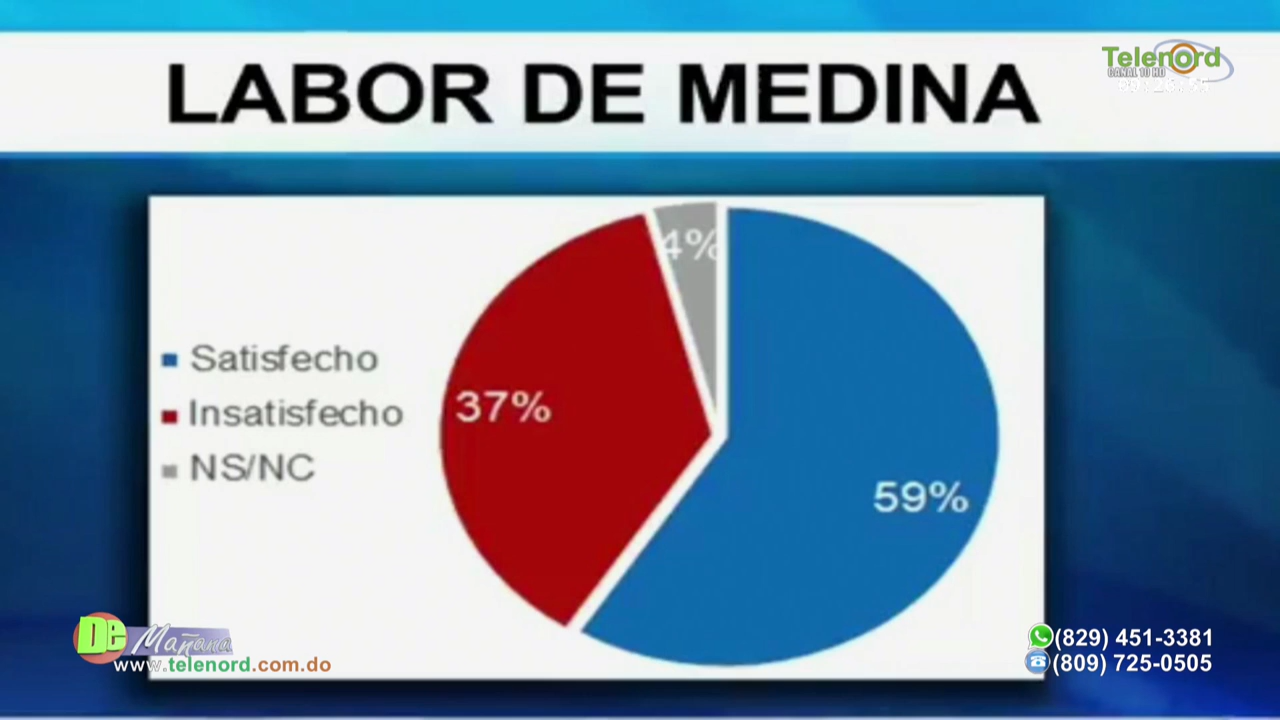 LABOR DE MEDINA
Telenord
CANAL 10 HD
Satisfecho
Insatisfecho
NS/NC
4%
37%
59%
De Mañana
www.telenord.com.do
(829) 451-3381
(809) 725-0505